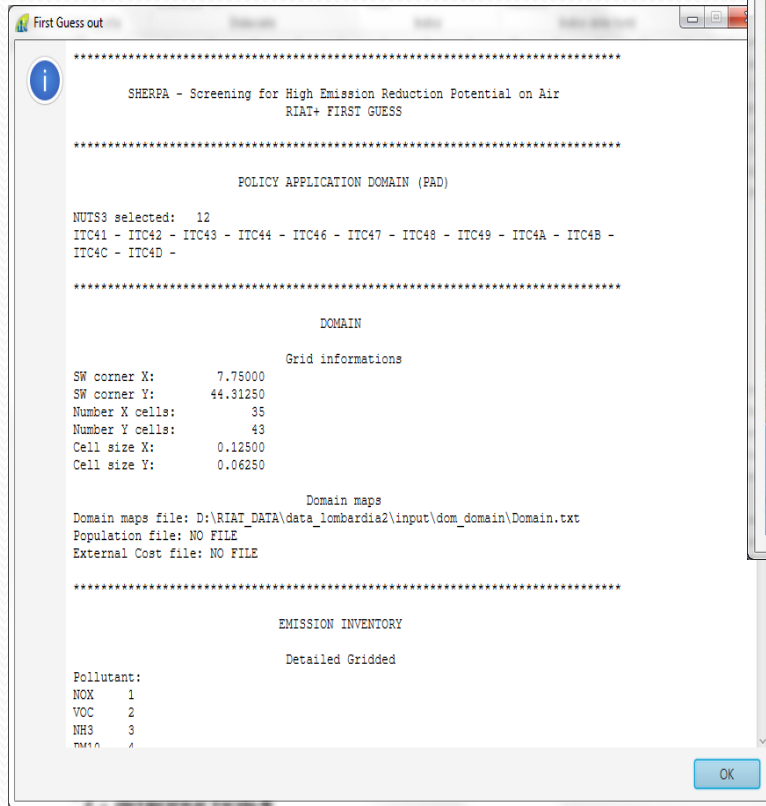 First Guess out
********************************************************************************
SHERPA - Screening for High Emission Reduction Potential on Air
RIAT+ FIRST GUESS
********************************************************************************
POLICY APPLICATION DOMAIN (PAD)
NUTS3 selected: 12
ITC41 - ITC42 - ITC43 - ITC44 - ITC46 - ITC47 - ITC48 - ITC49 - ITC4A - ITC4B -
ITC4C - ITC4D -
********************************************************************************
DOMAIN
Grid informations
SW corner X: 7.75000
SW corner Y: 44.31250
Number X cells: 35
Number Y cells: 43
Cell size X: 0.12500
Cell size Y: 0.06250
Domain maps
Domain maps file: D:\RIAT_DATA\data_lombardia2\input\dom_domain\Domain.txt
Population file: NO FILE
External Cost file: NO FILE
********************************************************************************
EMISSION INVENTORY
Detailed Gridded
Pollutant:
NOX 1
VOC 2
NH3 3
PM10 4
OK